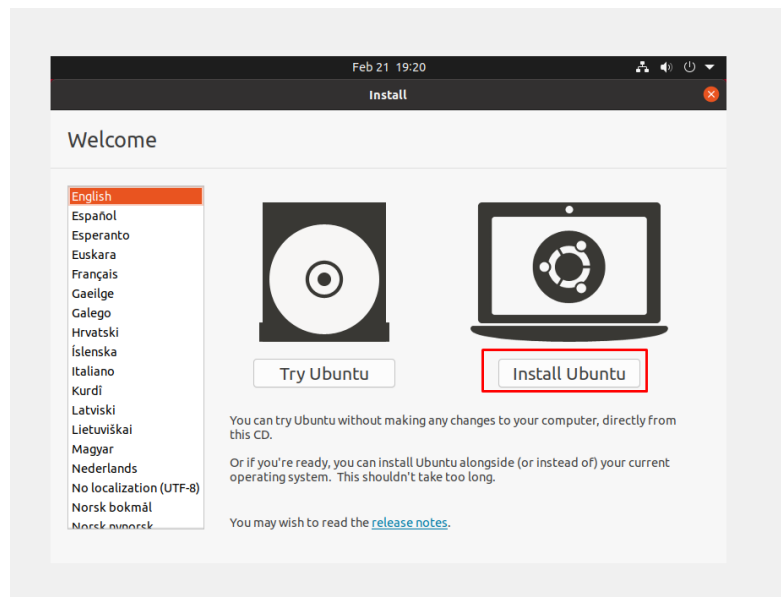 Feb 21 19:20
Install
Welcome
English
Español
Esperanto
Euskara
Français
Gaeilge
Galego
Hrvatski
Íslenska
Italiano
Kurdî
Latviski
Lietuviškai
Magyar
Nederlands
No localization (UTF-8)
Norsk bokmål
Norsk nynorsk
Try Ubuntu
Install Ubuntu
You can try Ubuntu without making any changes to your computer, directly from
this CD.
Or if you're ready, you can install Ubuntu alongside (or instead of) your current
operating system. This shouldn't take too long.
You may wish to read the release notes.